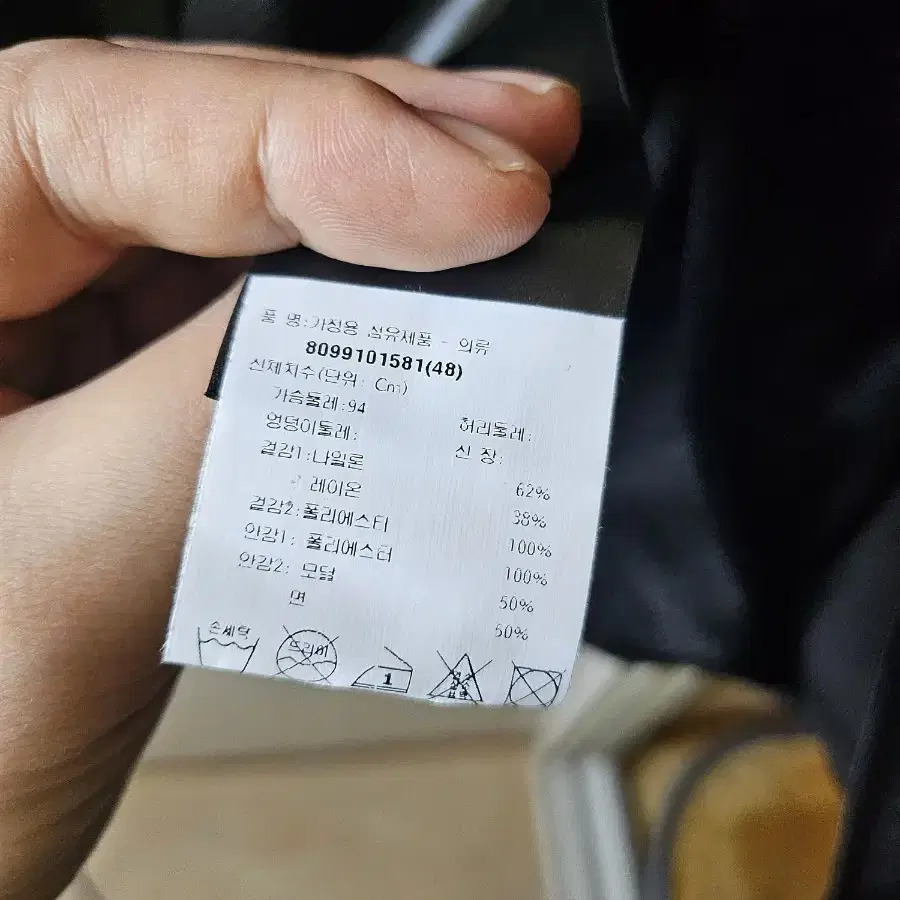 품 명:가정용 섬유제품 - 의류
8099101581(48)
신체치수(단위: Cm)
가슴둘레:94 허리둘레:
엉덩이둘레: 신 장:
겉감1:나일론 62%
레이온 38%
겉감2:폴리에스터 100%
안감1: 폴리에스터 100%
안감2: 모달 50%
면 50%
손세탁 드라이 1